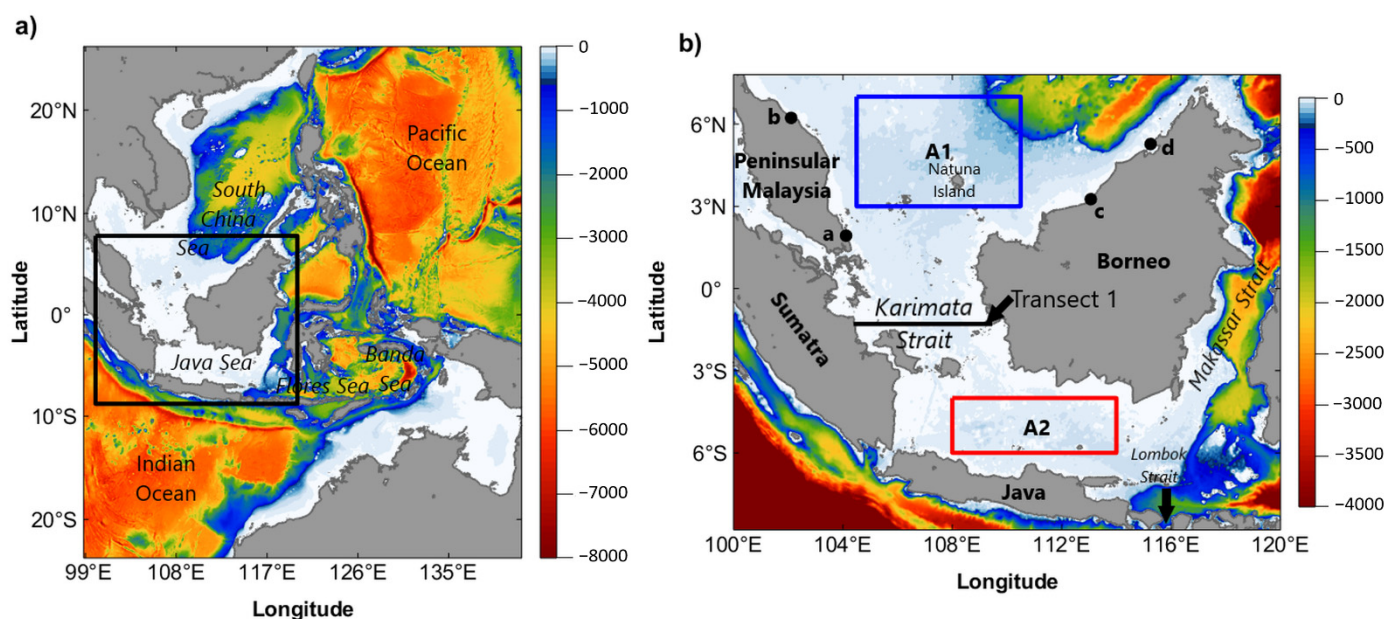 a)
20°N
10°N
0°
10°S
20°S
Latitude
99°E
108°E
117°E
126°E
135°E
Longitude
Pacific
Ocean
South
China
Sea
Java Sea
Banda
Sea
Flores Sea
Indian
Ocean
0
−1000
−2000
−3000
−4000
−5000
−6000
−7000
−8000
b)
6°N
3°N
0°
3°S
6°S
Latitude
100°E
104°E
108°E
112°E
116°E
120°E
Longitude
b
Peninsular
Malaysia
a
A1
Natuna
Island
d
c
Borneo
Transect 1
Karimata
Strait
Sumatra
Makassar Strait
A2
Lombok
Strait
Java
0
−500
−1000
−1500
−2000
−2500
−3000
−3500
−4000